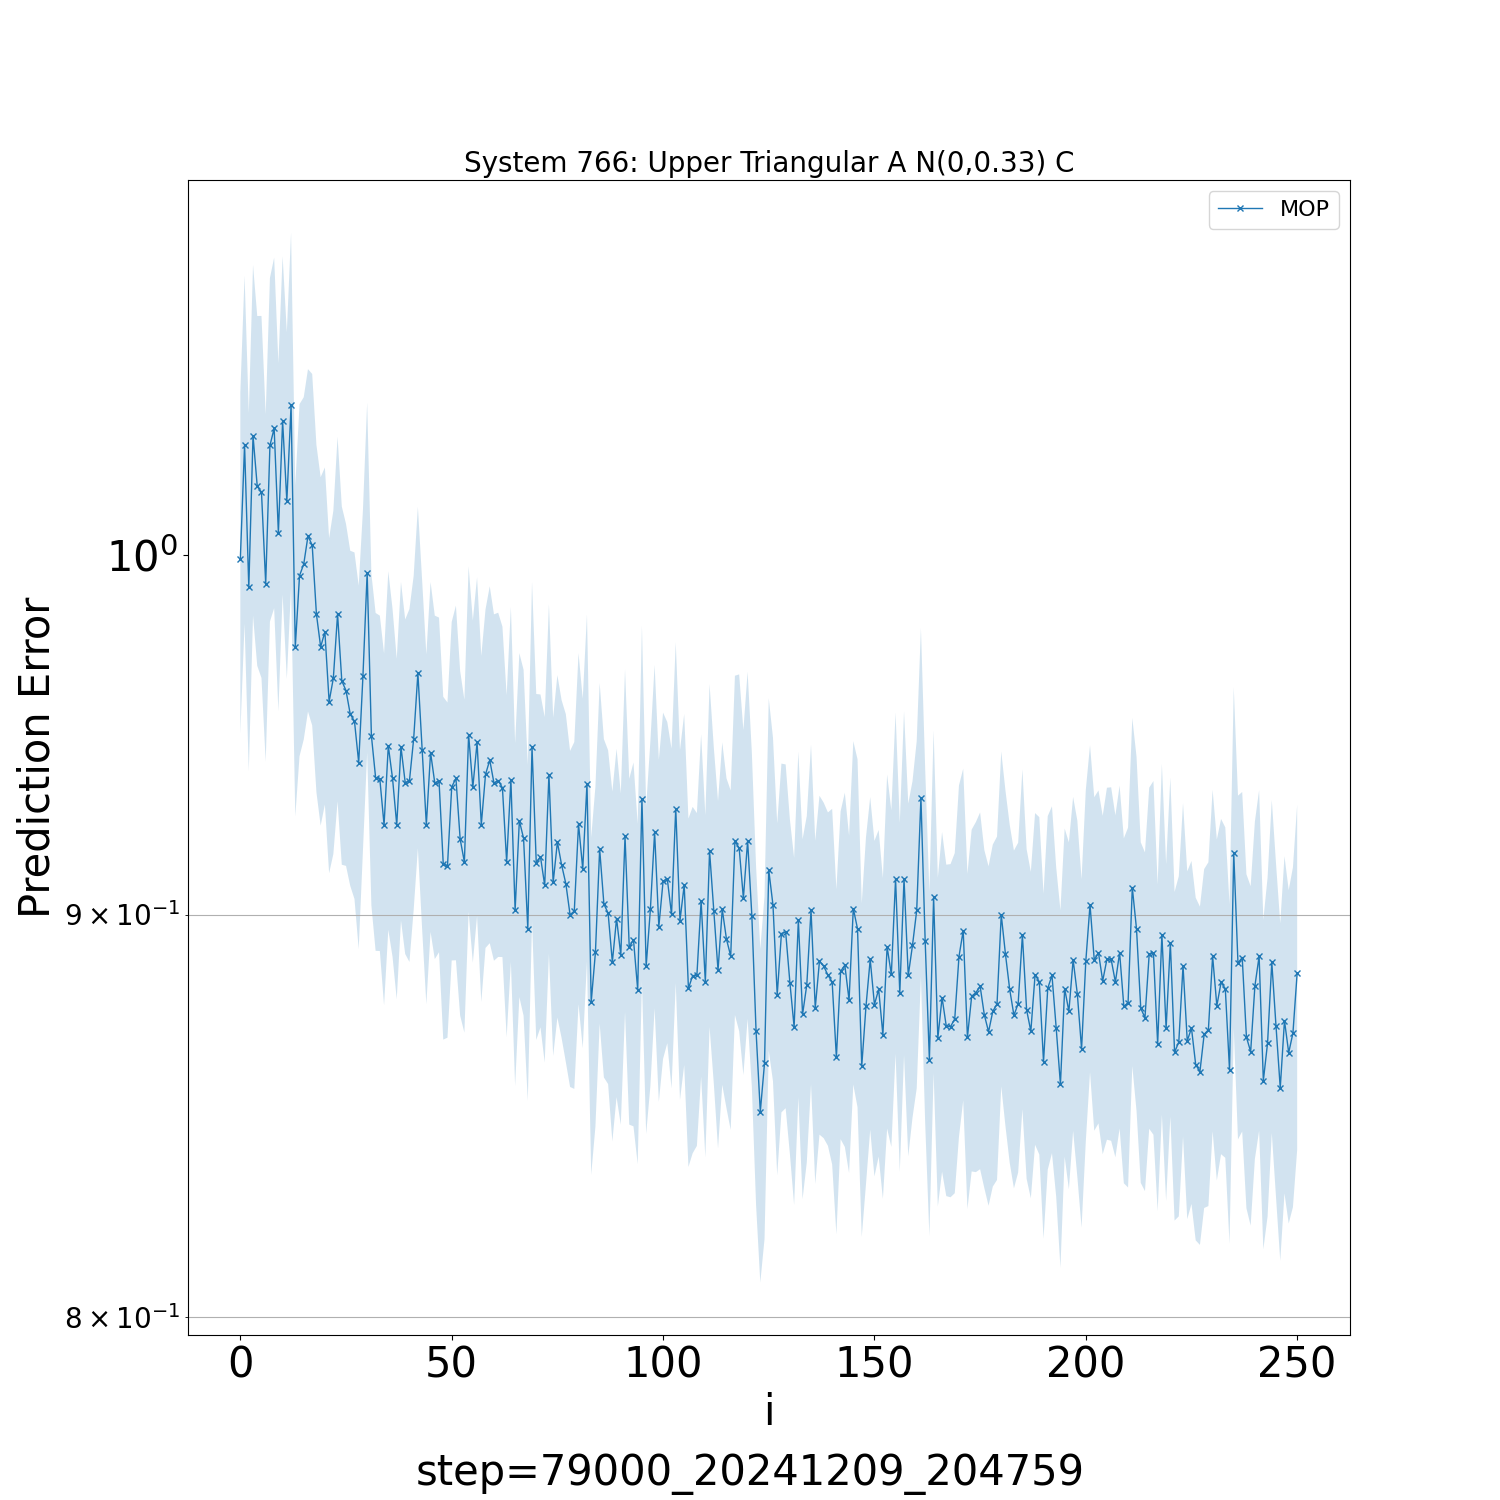 System 766: Upper Triangular A N(0,0.33) C
MOP
Prediction Error
10⁰
9 × 10⁻¹
8 × 10⁻¹
0 50 100 150 200 250
i
step=79000_20241209_204759